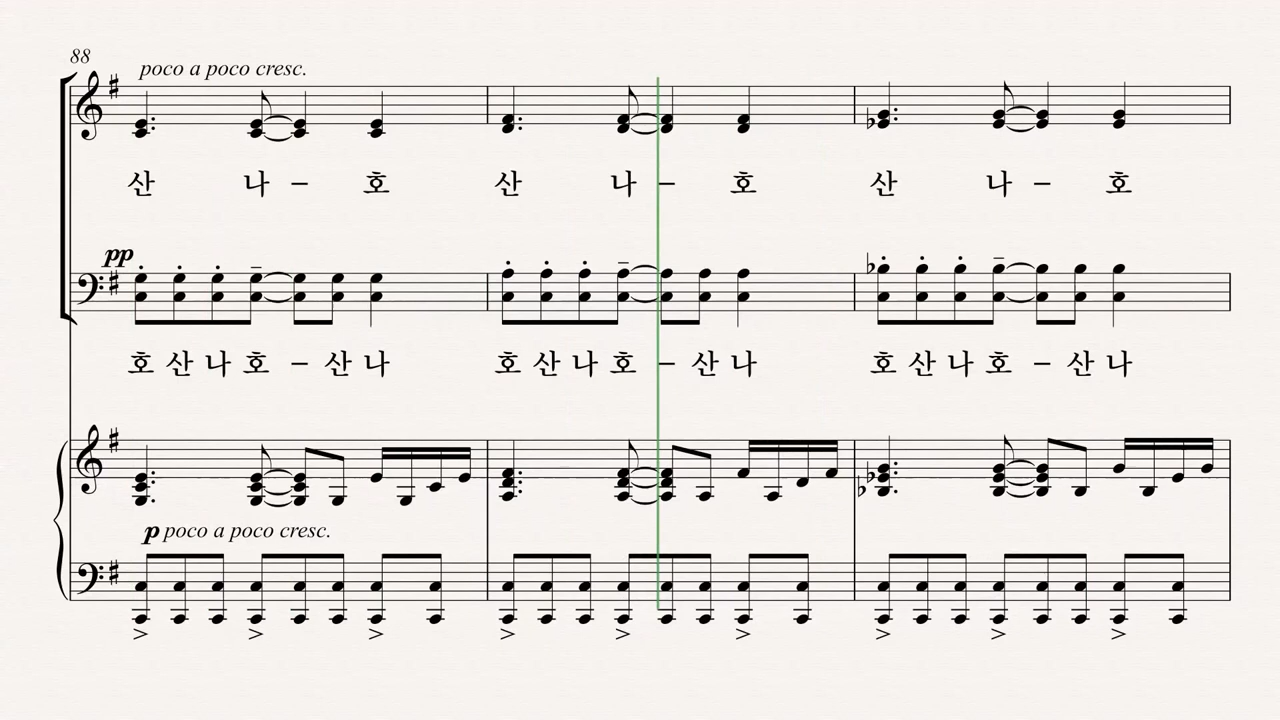 88
poco a poco cresc.
산 나 – 호 산 나 – 호 산 나 – 호
pp
호 산 나 호 – 산 나 호 산 나 호 – 산 나 호 산 나 호 – 산 나
p poco a poco cresc.